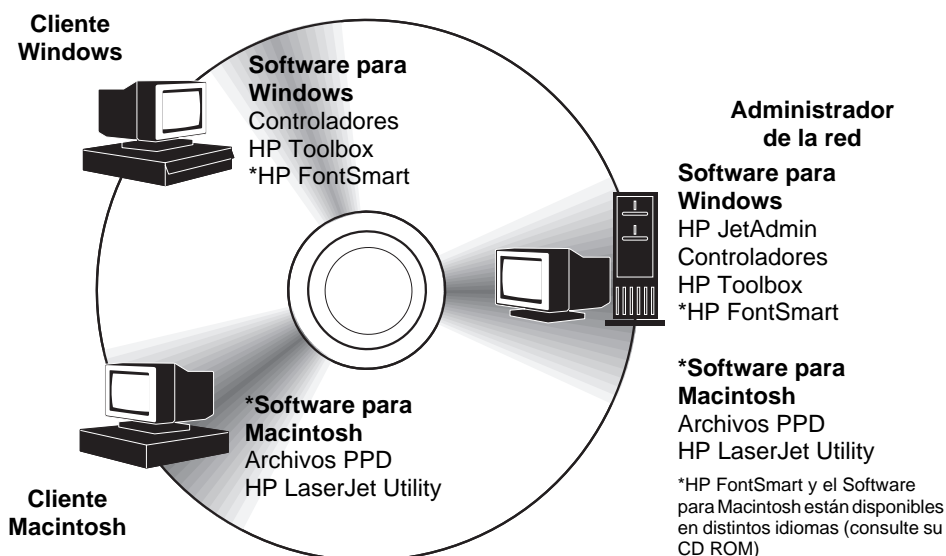 Cliente
Windows
Software para
Windows
Controladores
HP Toolbox
*HP FontSmart
Administrador
de la red
Software para
Windows
HP JetAdmin
Controladores
HP Toolbox
*HP FontSmart
*Software para
Macintosh
Archivos PPD
HP LaserJet Utility
*HP FontSmart y el Software
para Macintosh están disponibles
en distintos idiomas (consulte su
CD ROM)
*Software para
Macintosh
Archivos PPD
HP LaserJet Utility
Cliente
Macintosh